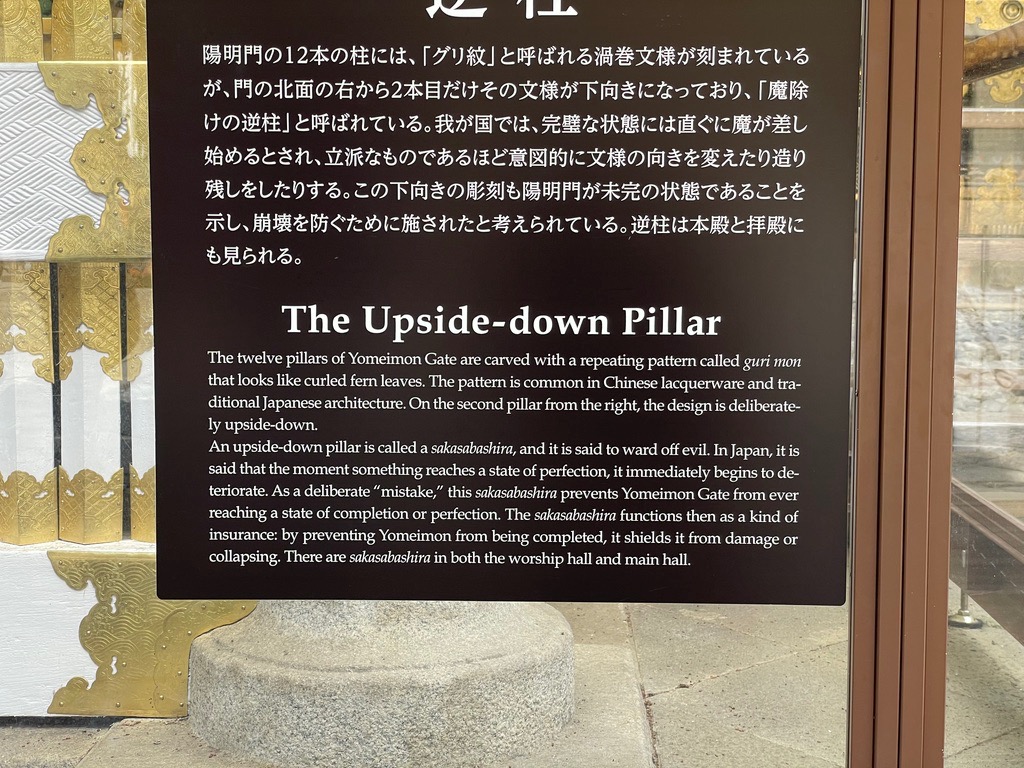 逆柱
陽明門の12本の柱には、「グリ紋」と呼ばれる渦巻文様が刻まれている
が、門の北面の右から2本目だけその文様が下向きになっており、「魔除
けの逆柱」と呼ばれている。我が国では、完璧な状態には直ぐに魔が差し
始めるとされ、立派なものであるほど意図的に文様の向きを変えたり造り
残しをしたりする。この下向きの彫刻も陽明門が未完の状態であることを
示し、崩壊を防ぐために施されたと考えられている。逆柱は本殿と拝殿に
も見られる。
The Upside-down Pillar
The twelve pillars of Yomeimon Gate are carved with a repeating pattern called guri mon
that looks like curled fern leaves. The pattern is common in Chinese lacquerware and tra-
ditional Japanese architecture. On the second pillar from the right, the design is deliberate-
ly upside-down.
An upside-down pillar is called a sakasabashira, and it is said to ward off evil. In Japan, it is
said that the moment something reaches a state of perfection, it immediately begins to de-
teriorate. As a deliberate “mistake,” this sakasabashira prevents Yomeimon Gate from ever
reaching a state of completion or perfection. The sakasabashira functions then as a kind of
insurance: by preventing Yomeimon from being completed, it shields it from damage or
collapsing. There are sakasabashira in both the worship hall and main hall.